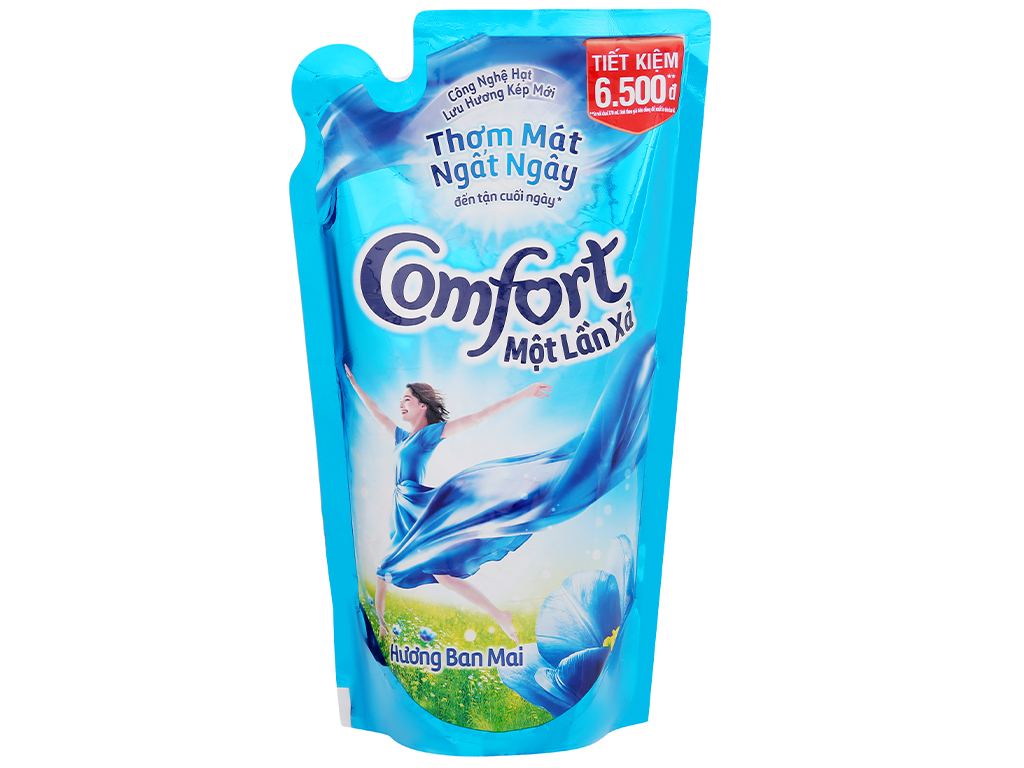 Công Nghệ Hạt
Lưu Hương Kép Mới
Thơm Mát
Ngất Ngây
đến tận cuối ngày*
TIẾT KIỆM
6.500**đ
Comfort
Một Lần Xả
Hương Ban Mai